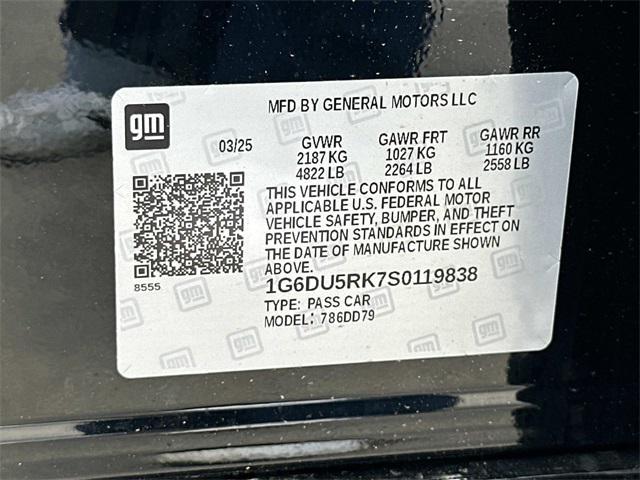 gm
MFD BY GENERAL MOTORS LLC
03/25 GVWR GAWR FRT GAWR RR
2187 KG 1027 KG 1160 KG
4822 LB 2264 LB 2558 LB
THIS VEHICLE CONFORMS TO ALL
APPLICABLE U.S. FEDERAL MOTOR
VEHICLE SAFETY, BUMPER, AND THEFT
PREVENTION STANDARDS IN EFFECT ON
THE DATE OF MANUFACTURE SHOWN
ABOVE.
8555
1G6DU5RK7S0119838
TYPE: PASS CAR
MODEL: 786DD79